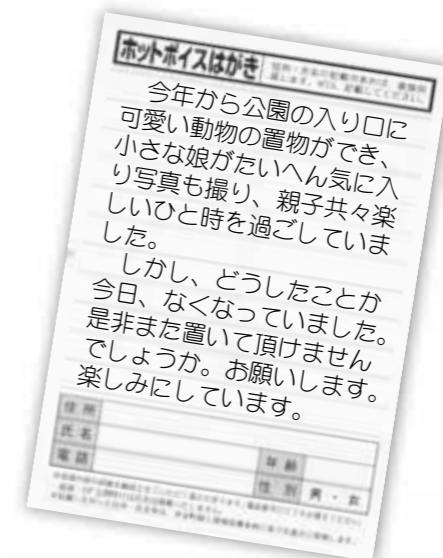 ホットボイスはがき
今年から公園の入り口に
可愛い動物の置物ができ、
小さな娘がたいへん気に入
り写真も撮り、親子共々楽
しいひと時を過ごしていま
した。
しかし、どうしたことか
今日、なくなっていました。
是非また置いて頂けません
でしょうか。お願いします。
楽しみにしています。
住所
氏名
年齢
電話
性別 男・女